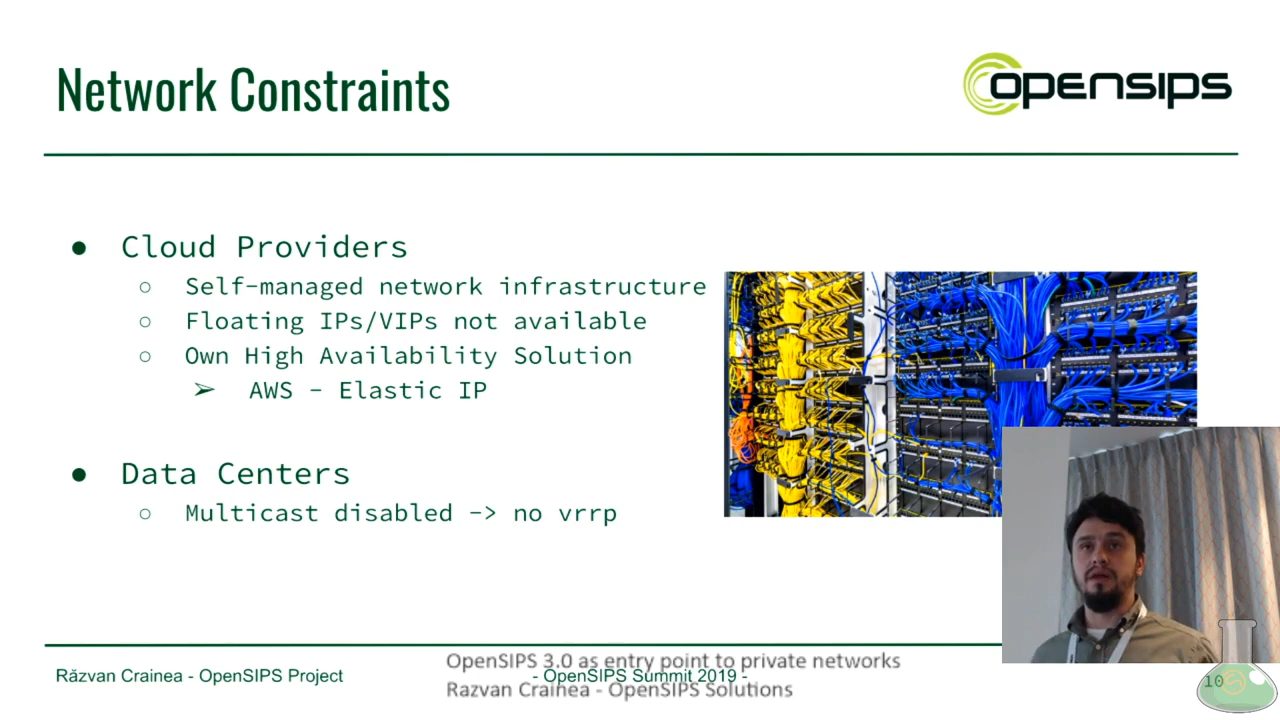 Network Constraints
opensips
● Cloud Providers
○ Self-managed network infrastructure
○ Floating IPs/VIPs not available
○ Own High Availability Solution
➢ AWS - Elastic IP
● Data Centers
○ Multicast disabled -> no vrrp
OpenSIPS 3.0 as entry point to private networks
Răzvan Crainea - OpenSIPS Project
- OpenSIPS Summit 2019 -
Razvan Crainea - OpenSIPS Solutions
10